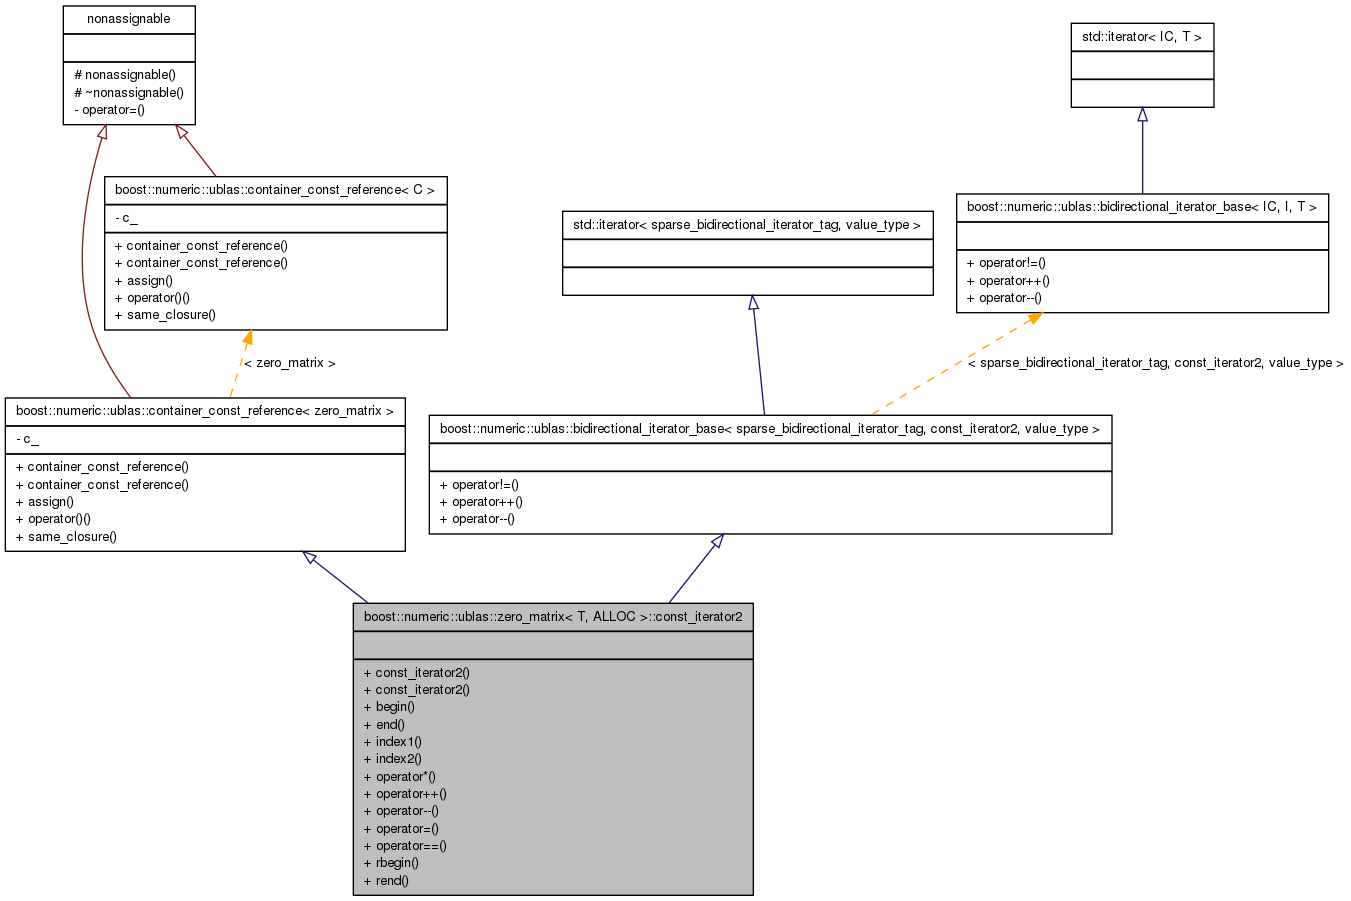 nonassignable
# nonassignable()
# ~nonassignable()
- operator=()
std::iterator< IC, T >
boost::numeric::ublas::container_const_reference< C >
- c_
+ container_const_reference()
+ container_const_reference()
+ assign()
+ operator()()
+ same_closure()
std::iterator< sparse_bidirectional_iterator_tag, value_type >
boost::numeric::ublas::bidirectional_iterator_base< IC, I, T >
+ operator!=()
+ operator++()
+ operator--()
< zero_matrix >
< sparse_bidirectional_iterator_tag, const_iterator2, value_type >
boost::numeric::ublas::container_const_reference< zero_matrix >
- c_
+ container_const_reference()
+ container_const_reference()
+ assign()
+ operator()()
+ same_closure()
boost::numeric::ublas::bidirectional_iterator_base< sparse_bidirectional_iterator_tag, const_iterator2, value_type >
+ operator!=()
+ operator++()
+ operator--()
boost::numeric::ublas::zero_matrix< T, ALLOC >::const_iterator2
+ const_iterator2()
+ const_iterator2()
+ begin()
+ end()
+ index1()
+ index2()
+ operator*()
+ operator++()
+ operator--()
+ operator=()
+ operator==()
+ rbegin()
+ rend()